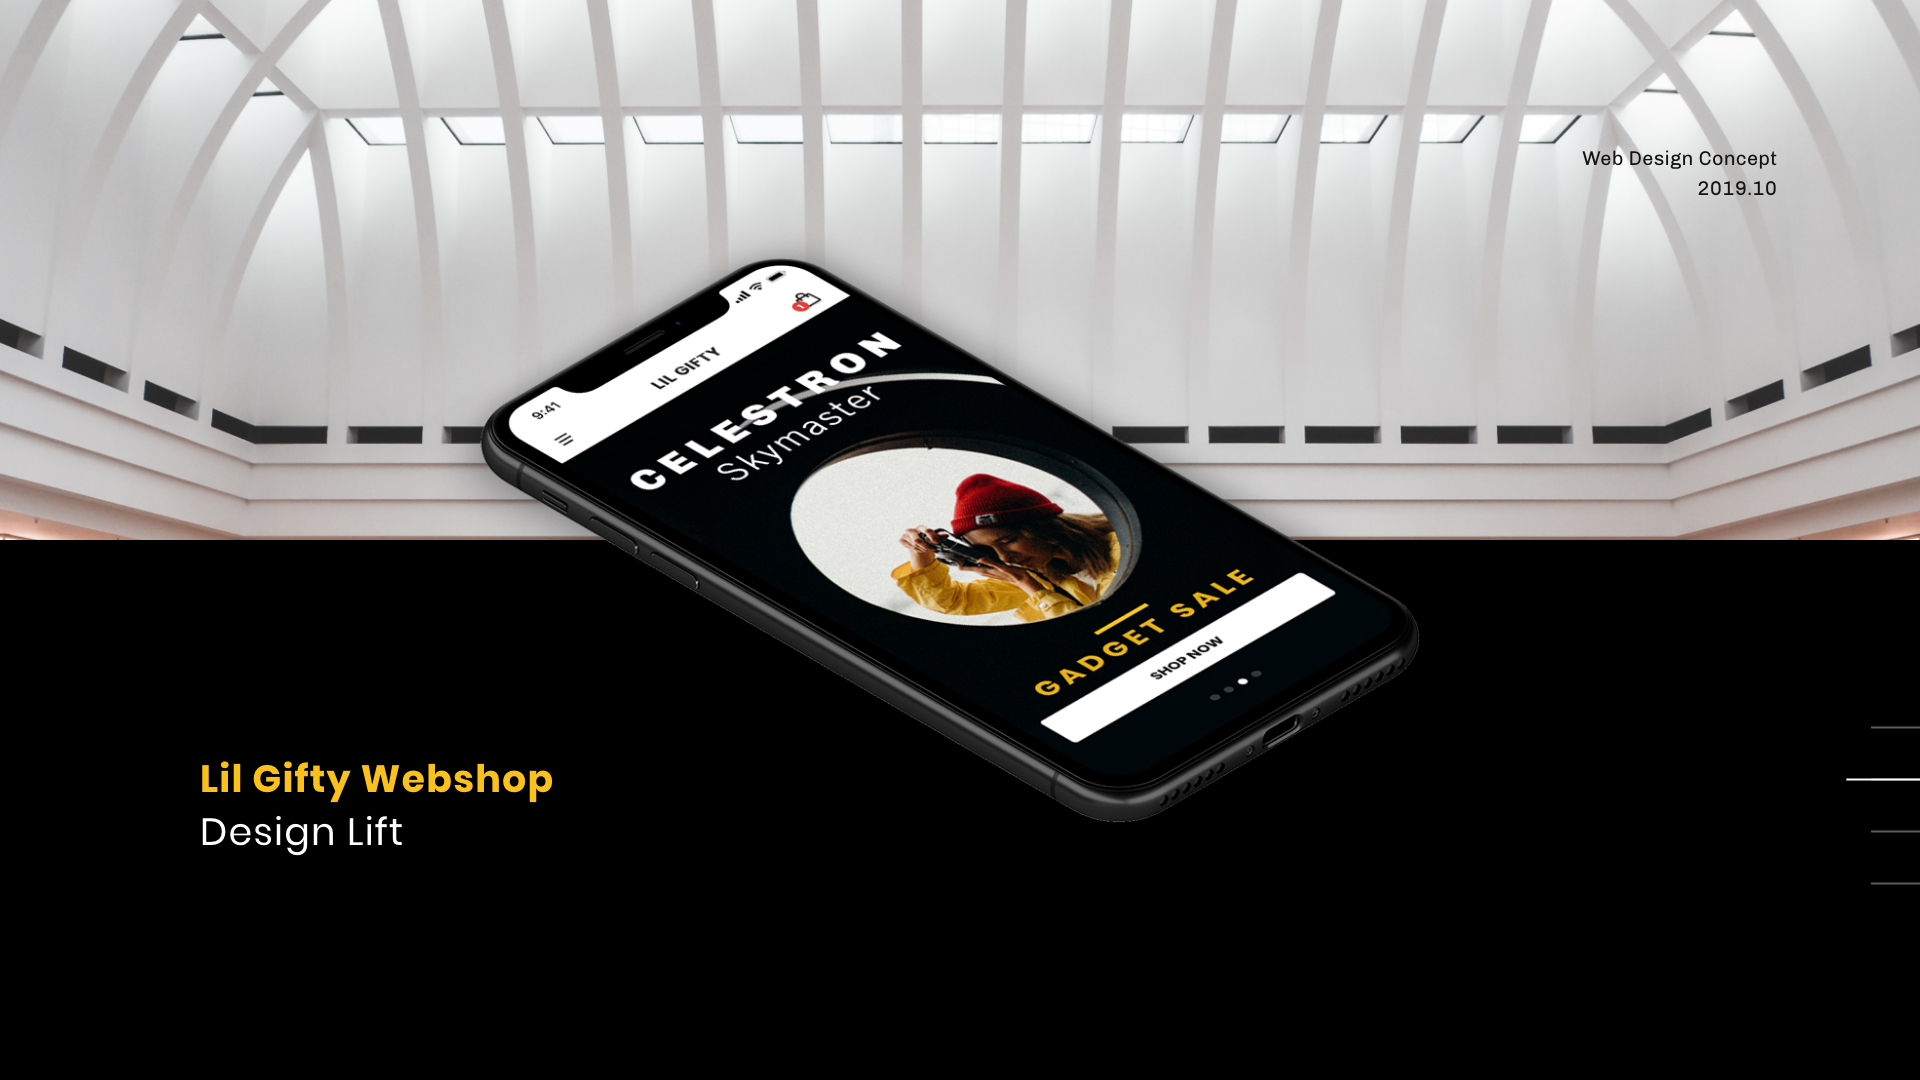 Web Design Concept
2019.10
9:41
LIL GIFTY
CELESTRON
Skymaster
GADGET SALE
SHOP NOW
Lil Gifty Webshop
Design Lift